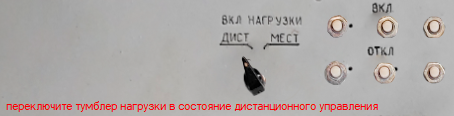 ВКЛ
ВКЛ НАГРУЗКИ
ДИСТ МЕСТ
ОТКЛ
переключите тумблер нагрузки в состояние дистанционного управления